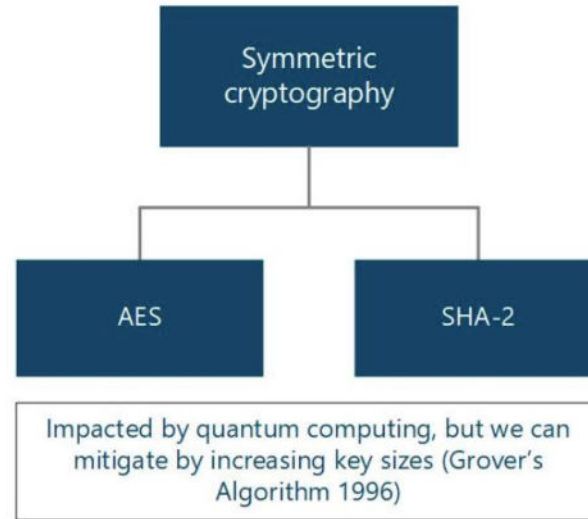 Symmetric
cryptography
AES
SHA-2
Impacted by quantum computing, but we can
mitigate by increasing key sizes (Grover's
Algorithm 1996)